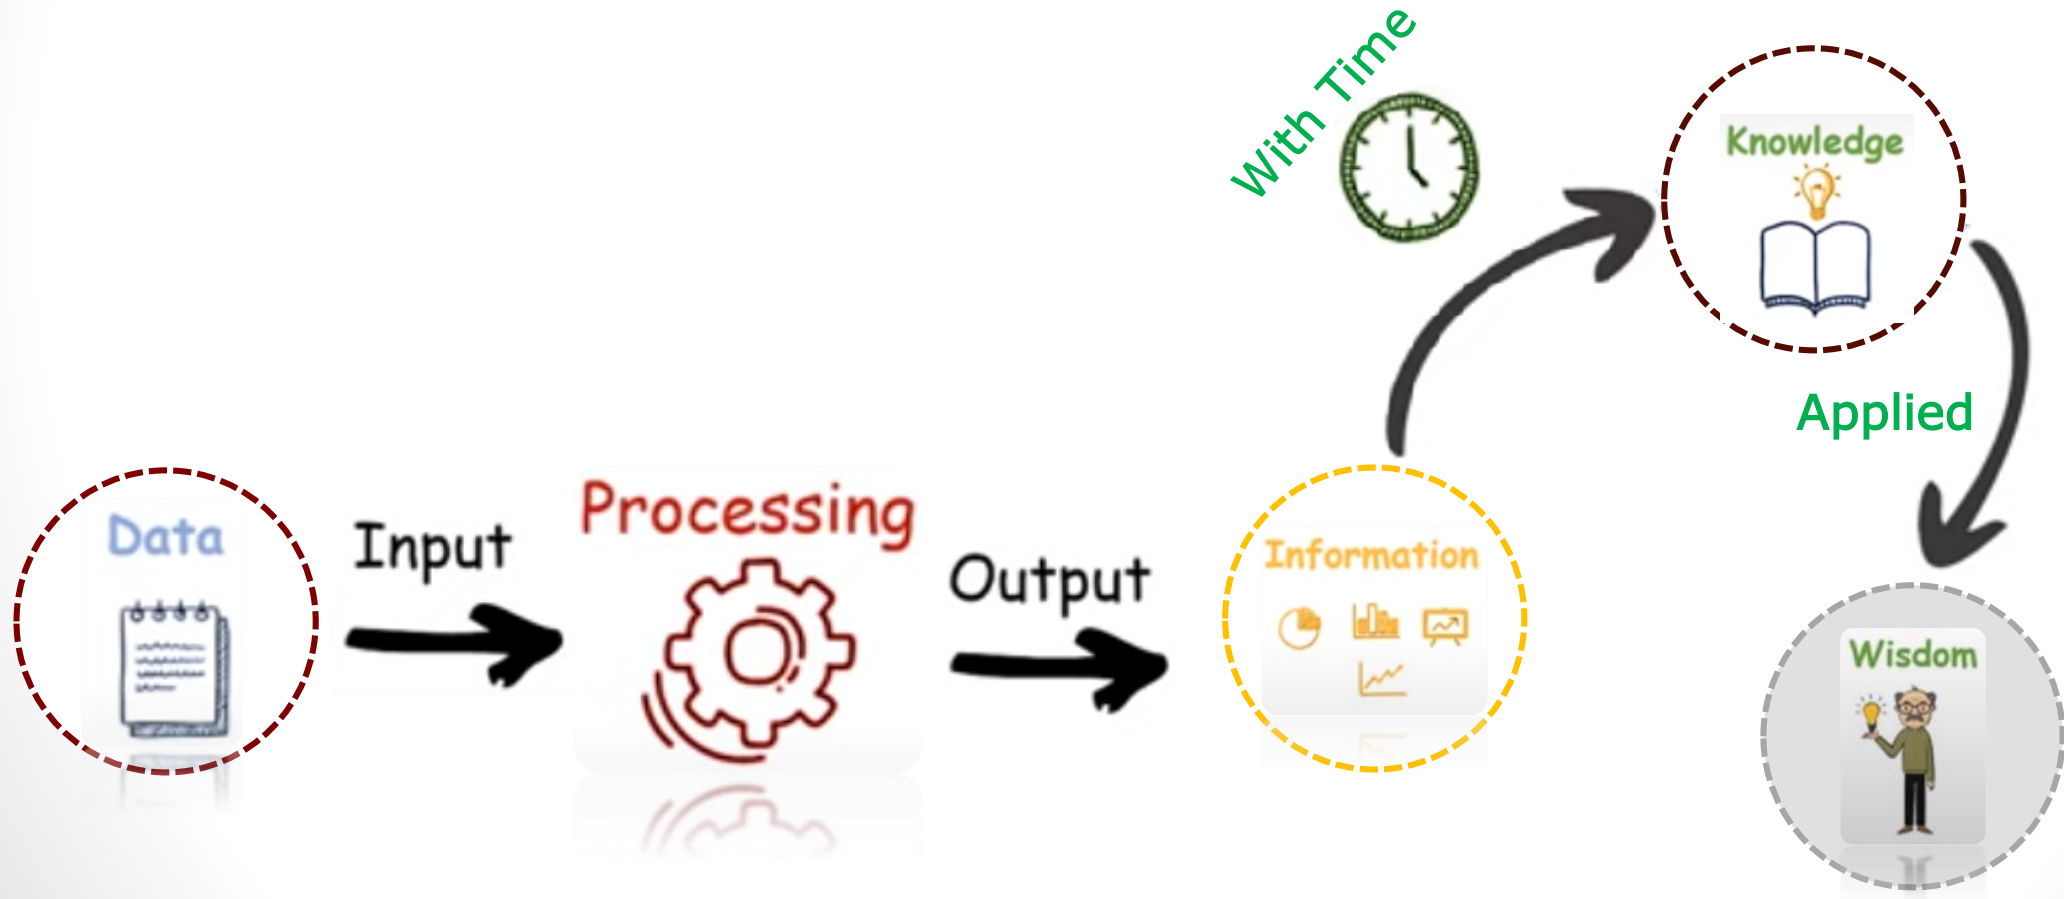 Data
Input
Processing
Output
Information
With Time
Knowledge
Applied
Wisdom